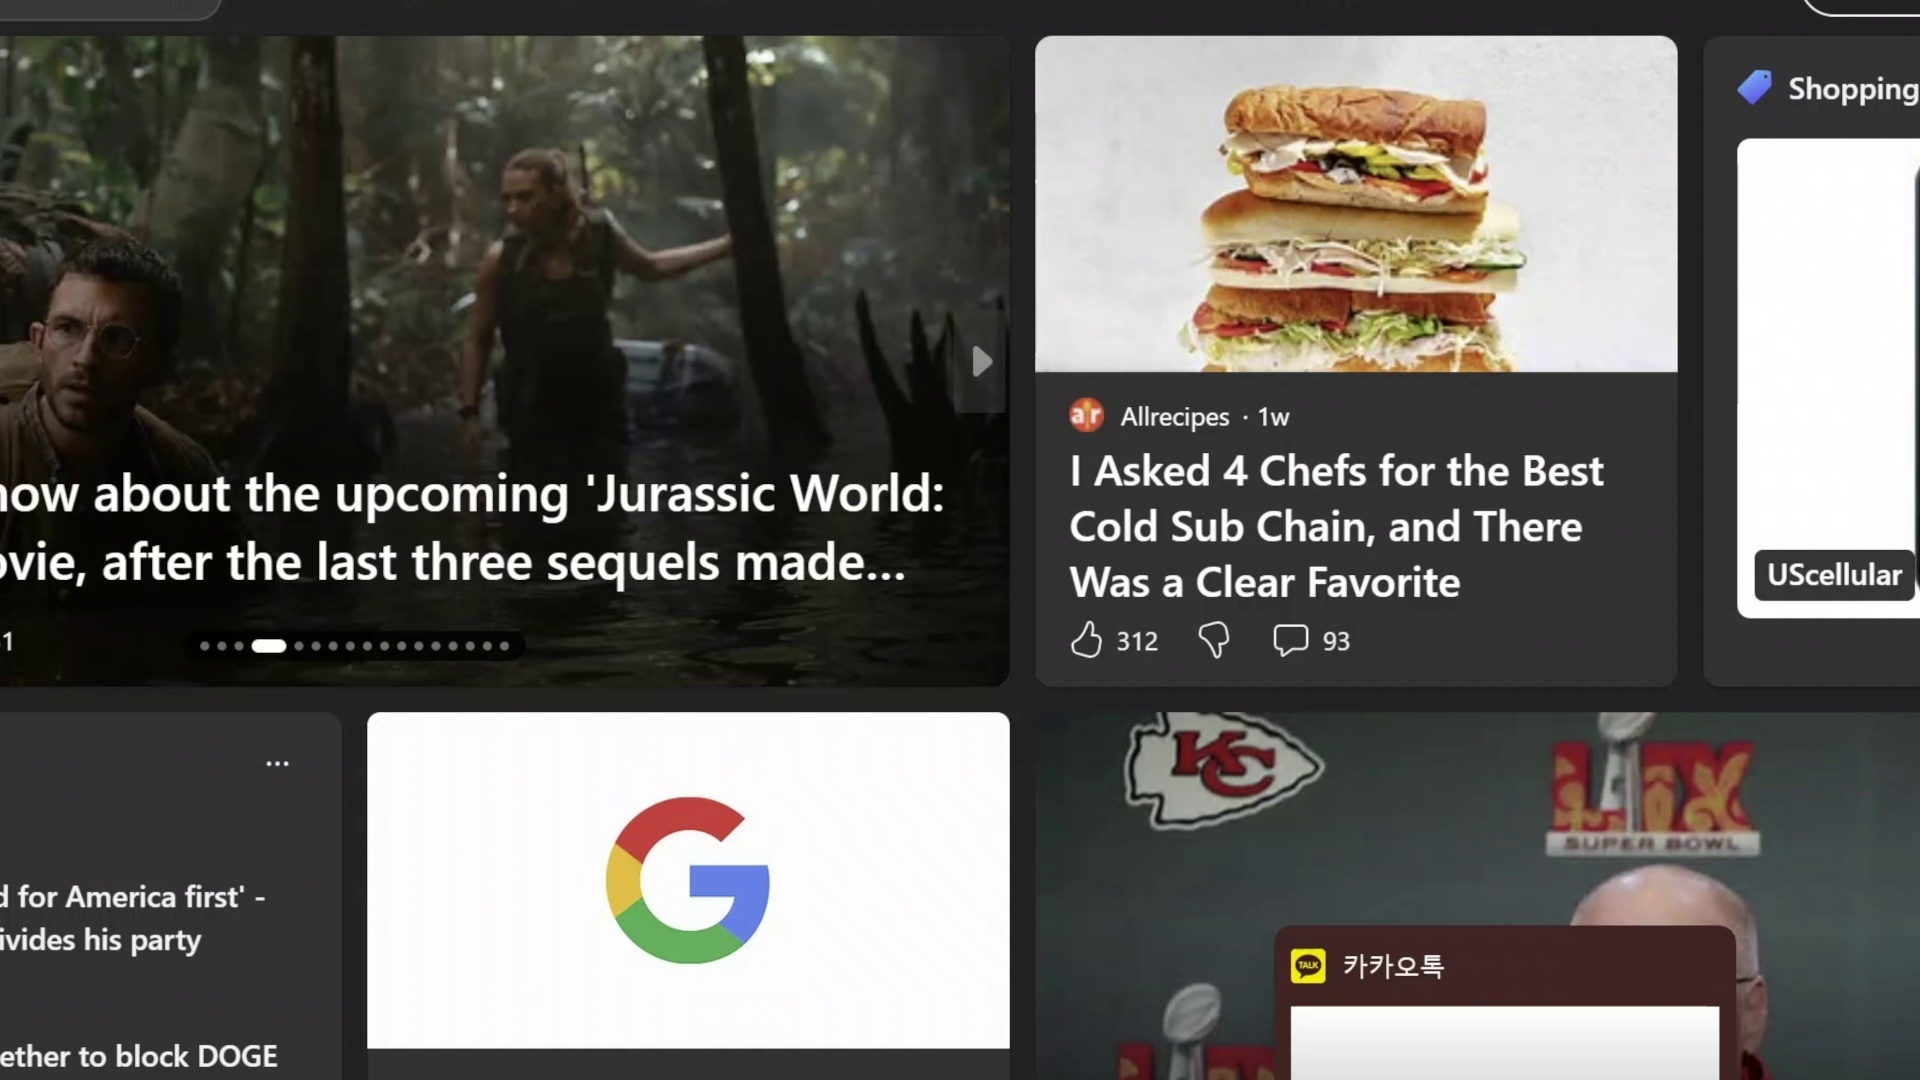 Shopping
now about the upcoming 'Jurassic World:
ovie, after the last three sequels made...
1
ar Allrecipes · 1w
I Asked 4 Chefs for the Best
Cold Sub Chain, and There
Was a Clear Favorite
312
93
UScellular
...
d for America first' -
ivides his party
ether to block DOGE
G
KC
LIX
SUPER BOWL
TALK 카카오톡